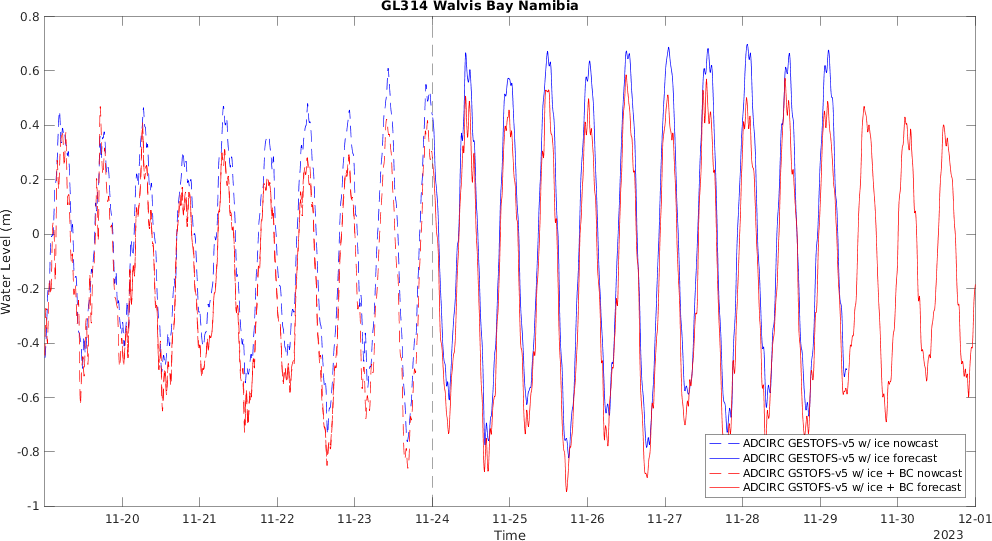 GL314 Walvis Bay Namibia
0.8
0.6
0.4
0.2
0
-0.2
-0.4
-0.6
-0.8
-1
Water Level (m)
11-20 11-21 11-22 11-23 11-24 11-25 11-26 11-27 11-28 11-29 11-30 12-01
2023
Time
ADCIRC GESTOFS-v5 w/ ice nowcast
ADCIRC GESTOFS-v5 w/ ice forecast
ADCIRC GSTOFS-v5 w/ ice + BC nowcast
ADCIRC GSTOFS-v5 w/ ice + BC forecast